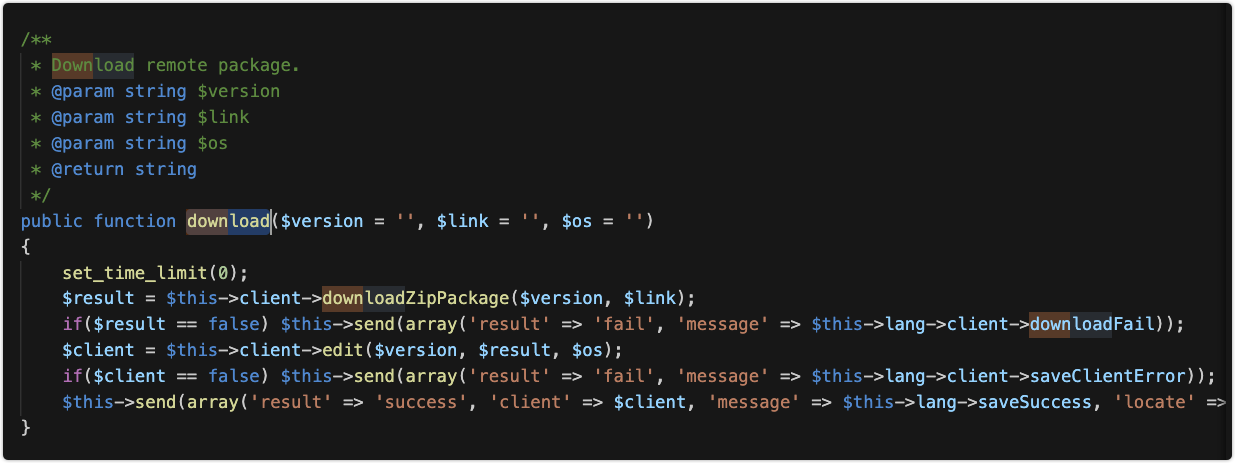 /**
 * Download remote package.
 * @param string $version
 * @param string $link
 * @param string $os
 * @return string
 */
public function download($version = '', $link = '', $os = '')
{
    set_time_limit(0);
    $result = $this->client->downloadZipPackage($version, $link);
    if($result == false) $this->send(array('result' => 'fail', 'message' => $this->lang->client->downloadFail));
    $client = $this->client->edit($version, $result, $os);
    if($client == false) $this->send(array('result' => 'fail', 'message' => $this->lang->client->saveClientError));
    $this->send(array('result' => 'success', 'client' => $client, 'message' => $this->lang->saveSuccess, 'locate' =>
}